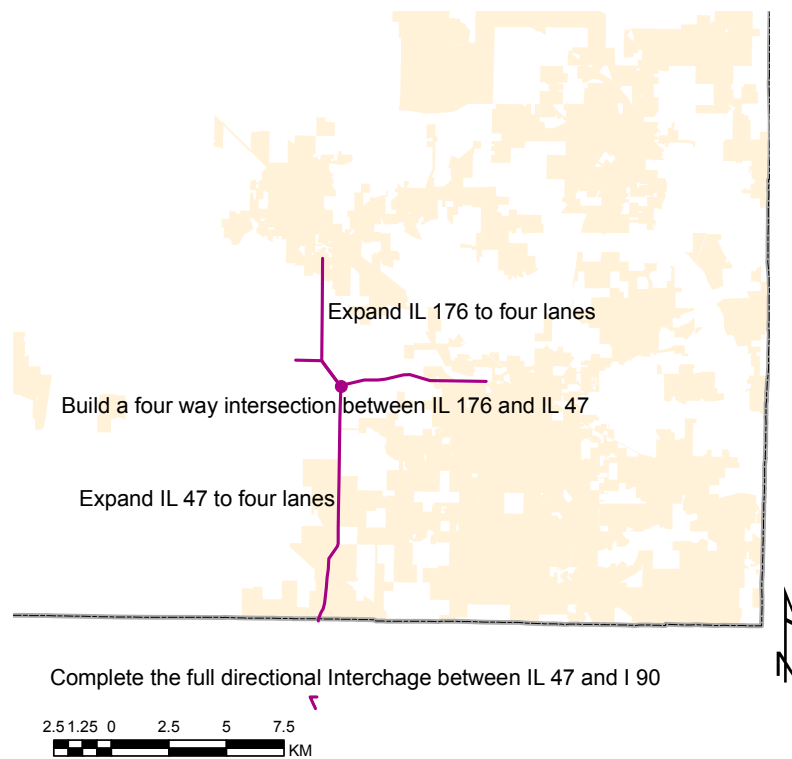 Expand IL 176 to four lanes
Build a four way intersection between IL 176 and IL 47
Expand IL 47 to four lanes
Complete the full directional Interchage between IL 47 and I 90
2.5 1.25 0 2.5 5 7.5
KM
N